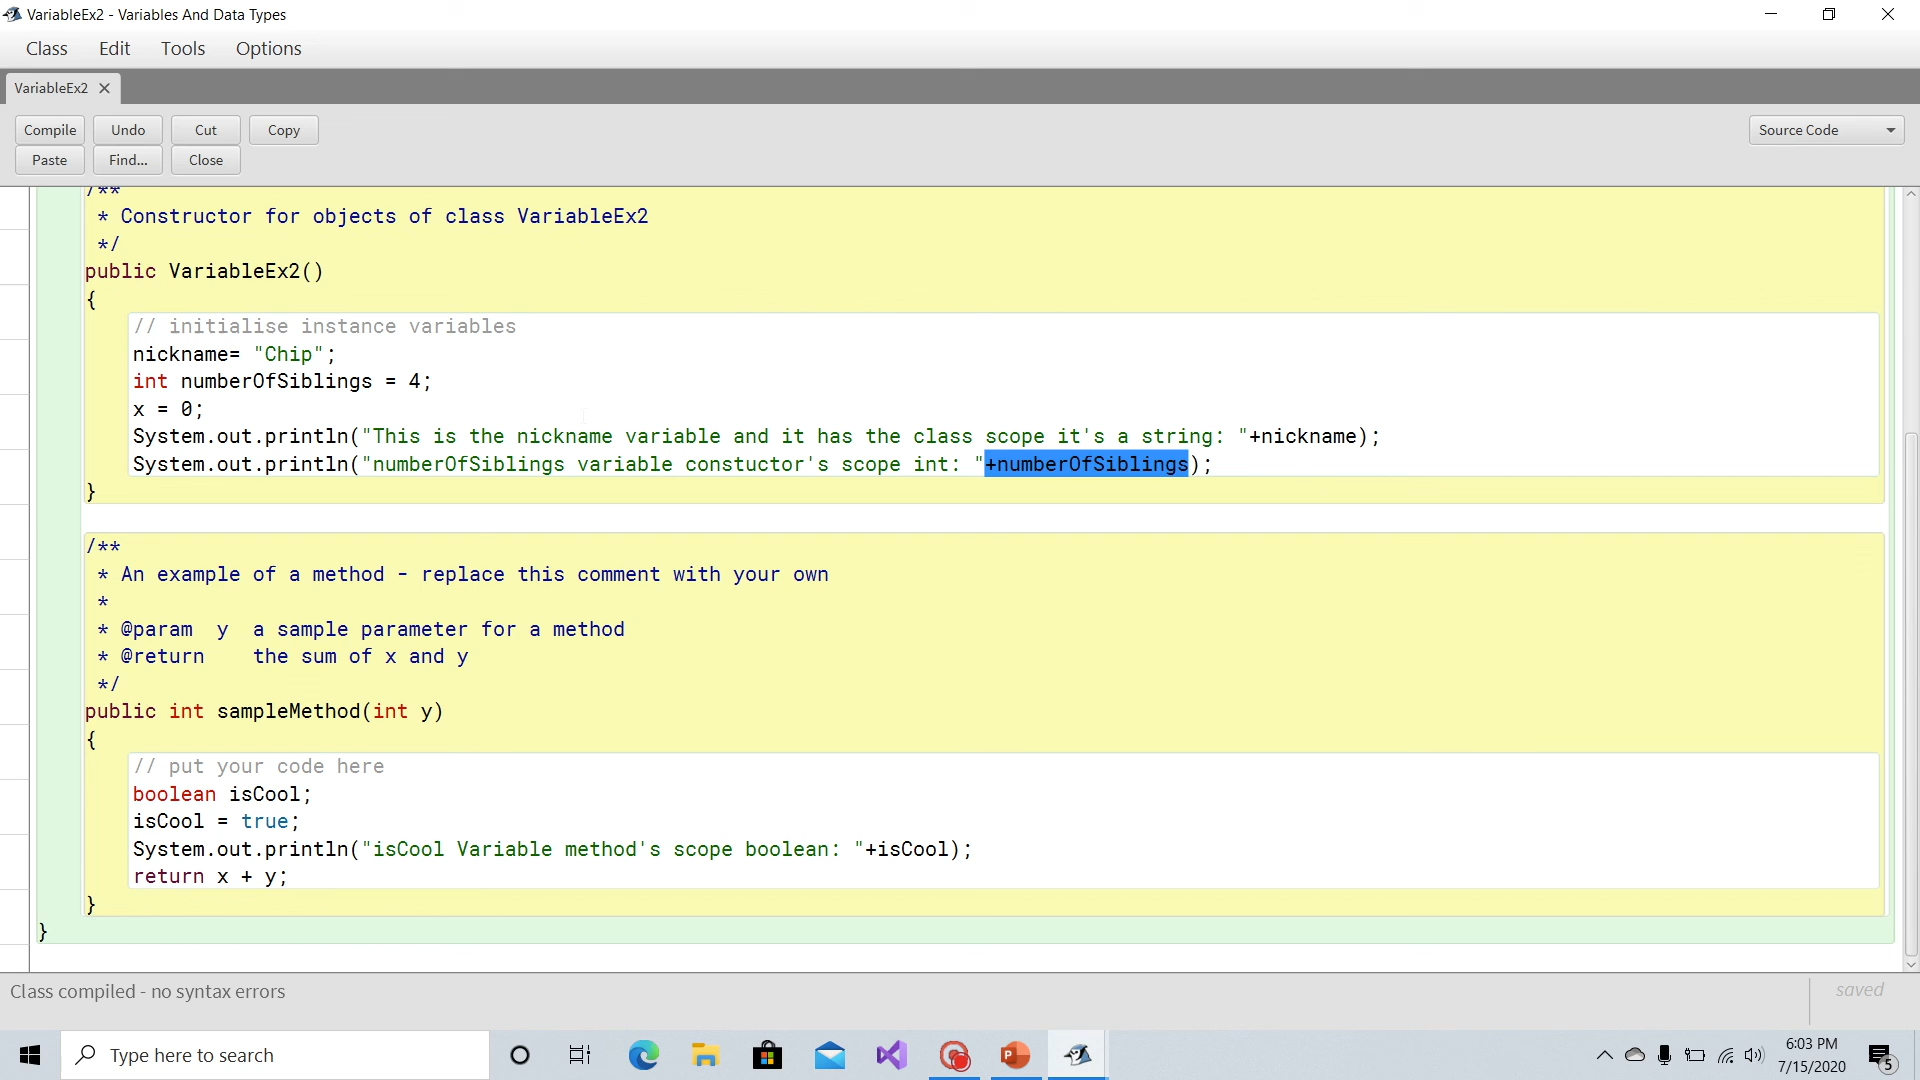 VariableEx2 - Variables And Data Types
Class Edit Tools Options
VariableEx2
Compile Undo Cut Copy
Source Code
Paste Find... Close
/**
* Constructor for objects of class VariableEx2
*/
public VariableEx2()
{
// initialise instance variables
nickname= "Chip";
int numberOfSiblings = 4;
x = 0;
System.out.println("This is the nickname variable and it has the class scope it's a string: "+nickname);
System.out.println("numberOfSiblings variable constuctor's scope int: "+numberOfSiblings);
}
/**
* An example of a method - replace this comment with your own
*
* @param y a sample parameter for a method
* @return the sum of x and y
*/
public int sampleMethod(int y)
{
// put your code here
boolean isCool;
isCool = true;
System.out.println("isCool Variable method's scope boolean: "+isCool);
return x + y;
}
}
Class compiled - no syntax errors
saved
Type here to search
6:03 PM
7/15/2020
5